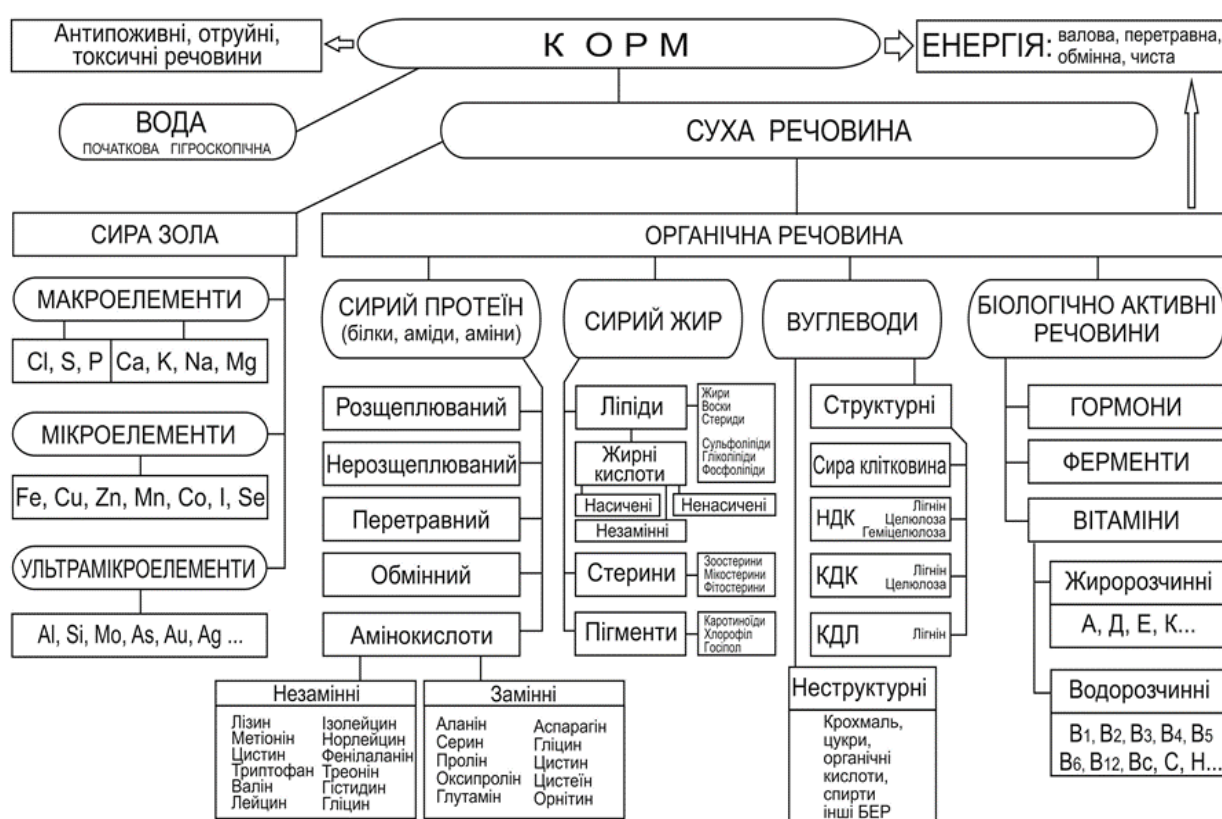 Антипоживні, отруйні,
токсичні речовини
КОРМ
ЕНЕРГІЯ: валова, перетравна,
обмінна, чиста
ВОДА
ПОЧАТКОВА ГІГРОСКОПІЧНА
СУХА РЕЧОВИНА
СИРА ЗОЛА
ОРГАНІЧНА РЕЧОВИНА
МАКРОЕЛЕМЕНТИ
Cl, S, P
Ca, K, Na, Mg
МІКРОЕЛЕМЕНТИ
Fe, Cu, Zn, Mn, Co, I, Se
УЛЬТРАМІКРОЕЛЕМЕНТИ
Al, Si, Mo, As, Au, Ag ...
СИРИЙ ПРОТЕЇН
(білки, аміди, аміни)
Розщеплюваний
Нерозщеплюваний
Перетравний
Обмінний
Амінокислоти
Незамінні
Лізин
Метіонін
Цистин
Триптофан
Валін
Лейцин
Ізолейцин
Норлейцин
Фенілаланін
Треонін
Гістидин
Гліцин
Замінні
Аланін
Серин
Пролін
Оксипролін
Глутамін
Аспарагін
Гліцин
Цистин
Цистеїн
Орнітин
СИРИЙ ЖИР
Ліпіди
Жири
Воски
Стериди
Сульфоліпіди
Гліколіпіди
Фосфоліпіди
Жирні
кислоти
Насичені
Ненасичені
Незамінні
Стерини
Зоостерини
Мікостерини
Фітостерини
Пігменти
Каротиноїди
Хлорофіл
Госіпол
ВУГЛЕВОДИ
Структурні
Сира клітковина
НДК
Лігнін
Целюлоза
Геміцелюлоза
КДК
Лігнін
Целюлоза
КДЛ
Лігнін
Неструктурні
Крохмаль,
цукри,
органічні
кислоти,
спирти
інші БЕР
БІОЛОГІЧНО АКТИВНІ
РЕЧОВИНИ
ГОРМОНИ
ФЕРМЕНТИ
ВІТАМІНИ
Жиророзчинні
А, Д, Е, К...
Водорозчинні
B1, B2, B3, B4, B5
B6, B12, Bc, C, H...